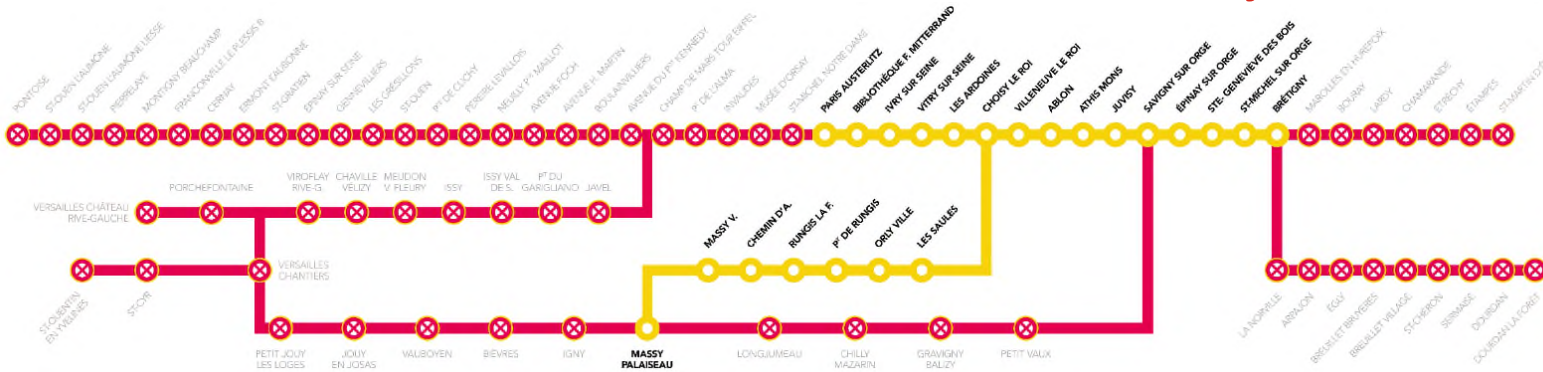 PONTOISE
ST-OUEN L'AUMÔNE
ST-OUEN L'AUMÔNE LIESSE
PIERRELAYE
MONTIGNY BEAUCHAMP
FRANCONVILLE LE PLESSIS B
CERNAY
ERMONT EAUBONNE
ST-GRATIEN
ÉPINAY SUR SEINE
GENNEVILLIERS
LES GRÉSILLONS
ST-OUEN
PTE DE CLICHY
PEREIRE LEVALLOIS
NEUILLY PTE MAILLOT
AVENUE FOCH
AVENUE H. MARTIN
BOULAINVILLIERS
AVENUE DU PDT KENNEDY
CHAMP DE MARS TOUR EIFFEL
PT DE L'ALMA
INVALIDES
MUSÉE D'ORSAY
ST-MICHEL NOTRE DAME
PARIS AUSTERLITZ
BIBLIOTHÈQUE F. MITTERRAND
IVRY SUR SEINE
VITRY SUR SEINE
LES ARDOINES
CHOISY LE ROI
VILLENEUVE LE ROI
ABLON
ATHIS MONS
JUVISY
SAVIGNY SUR ORGE
ÉPINAY SUR ORGE
STE- GENEVIÈVE DES BOIS
ST-MICHEL SUR ORGE
BRÉTIGNY
MAROLLES EN HUREPOIX
BOURAY
LARDY
CHAMARANDE
ETRÉCHY
ÉTAMPES
VERSAILLES CHÂTEAU
RIVE-GAUCHE
PORCHEFONTAINE
VIROFLAY
RIVE-G.
CHAVILLE
VÉLIZY
MEUDON
V. FLEURY
ISSY
ISSY VAL
DE S.
PT DU
GARIGLIANO
JAVEL
MASSY V.
CHEMIN D'A.
RUNGIS LA F.
PT DE RUNGIS
ORLY VILLE
LES SAULES
ST-QUENTIN
EN YVELINES
ST-CYR
VERSAILLES
CHANTIERS
PETIT JOUY
LES LOGES
JOUY
EN JOSAS
VAUBOYEN
BIÈVRES
IGNY
MASSY
PALAISEAU
LONGJUMEAU
CHILLY
MAZARIN
GRAVIGNY
BALIZY
PETIT VAUX
LA NORVILLE
ARPAJON
EGLY
BREUILLET BRUYÈRES
BREUILLET VILLAGE
ST-CHÉRON
SERMAISE
DOURDAN
DOURDAN LA FORÊT